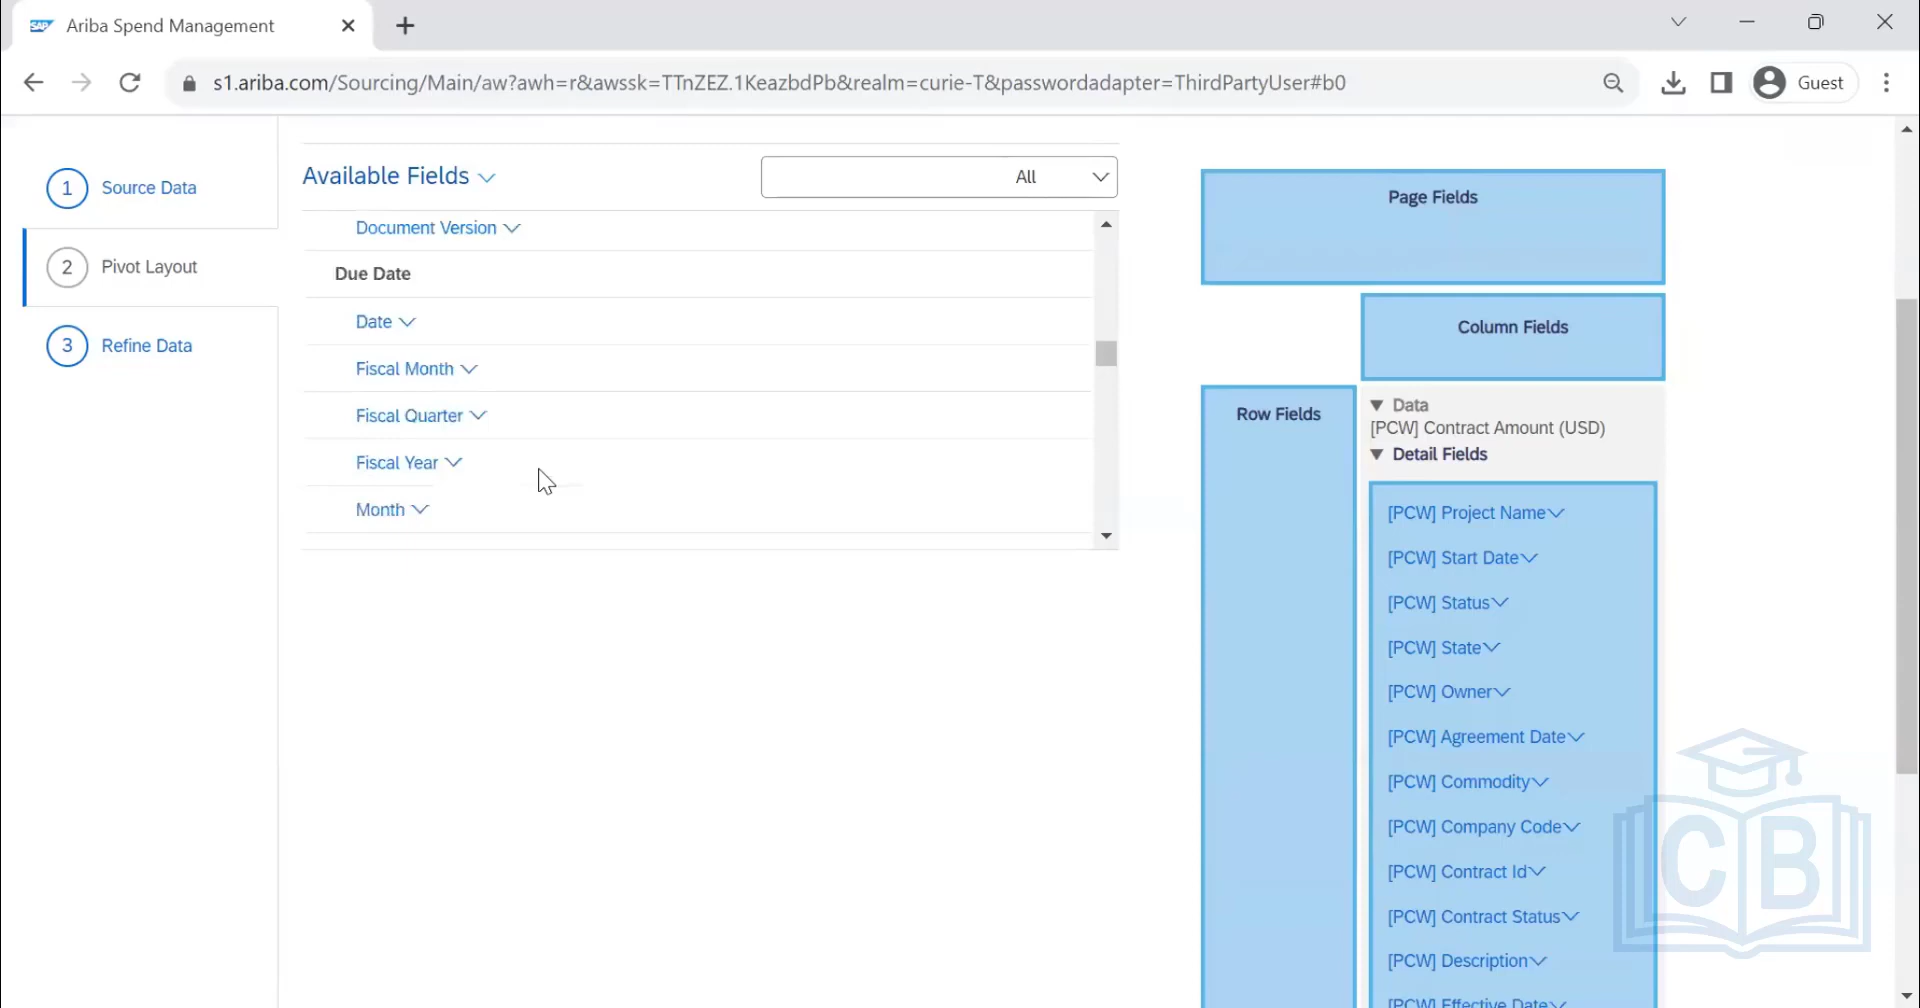 SAP Ariba Spend Management
s1.ariba.com/Sourcing/Main/aw?awh=r&awssk=TTnZEZ.1KeazbdPb&realm=curie-T&passwordadapter=ThirdPartyUser#b0
Guest
1 Source Data
2 Pivot Layout
3 Refine Data
Available Fields
All
Document Version
Due Date
Date
Fiscal Month
Fiscal Quarter
Fiscal Year
Month
Page Fields
Column Fields
Row Fields
Data
[PCW] Contract Amount (USD)
Detail Fields
[PCW] Project Name
[PCW] Start Date
[PCW] Status
[PCW] State
[PCW] Owner
[PCW] Agreement Date
[PCW] Commodity
[PCW] Company Code
[PCW] Contract Id
[PCW] Contract Status
[PCW] Description
[PCW] Effective Date
CB